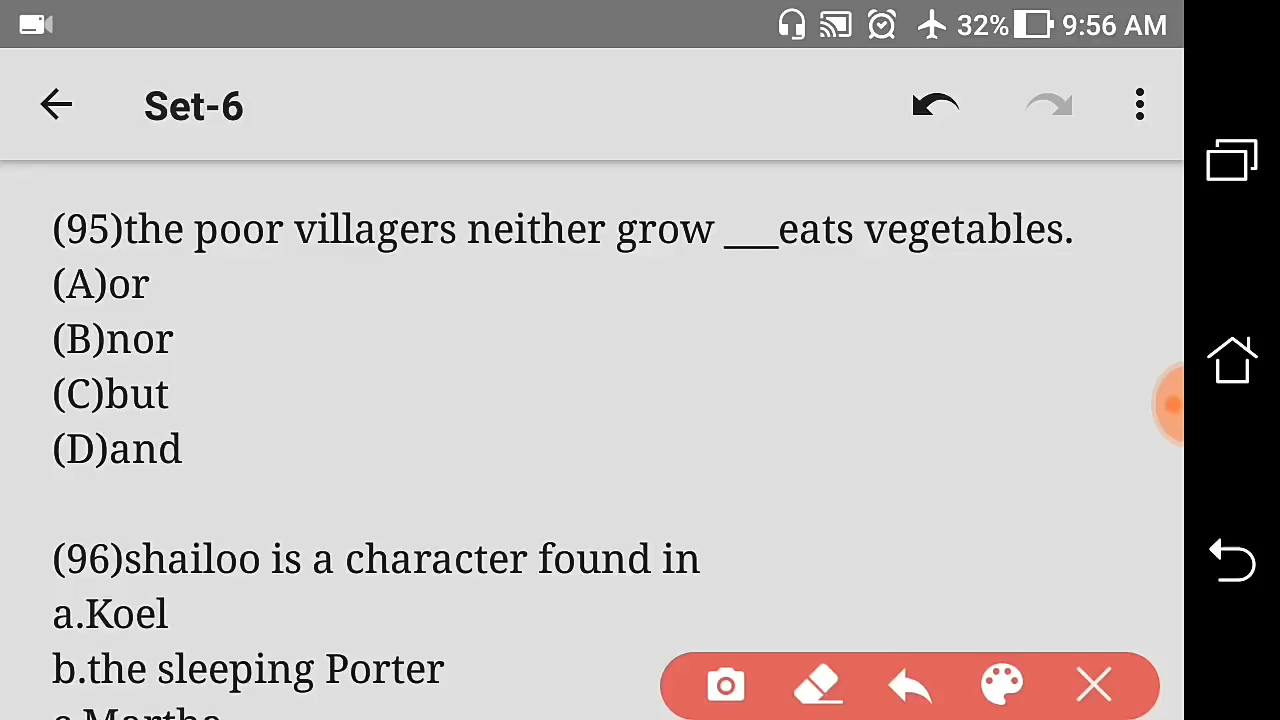 32% 9:56 AM
Set-6
(95)the poor villagers neither grow ___eats vegetables.
(A)or
(B)nor
(C)but
(D)and
(96)shailoo is a character found in
a.Koel
b.the sleeping Porter